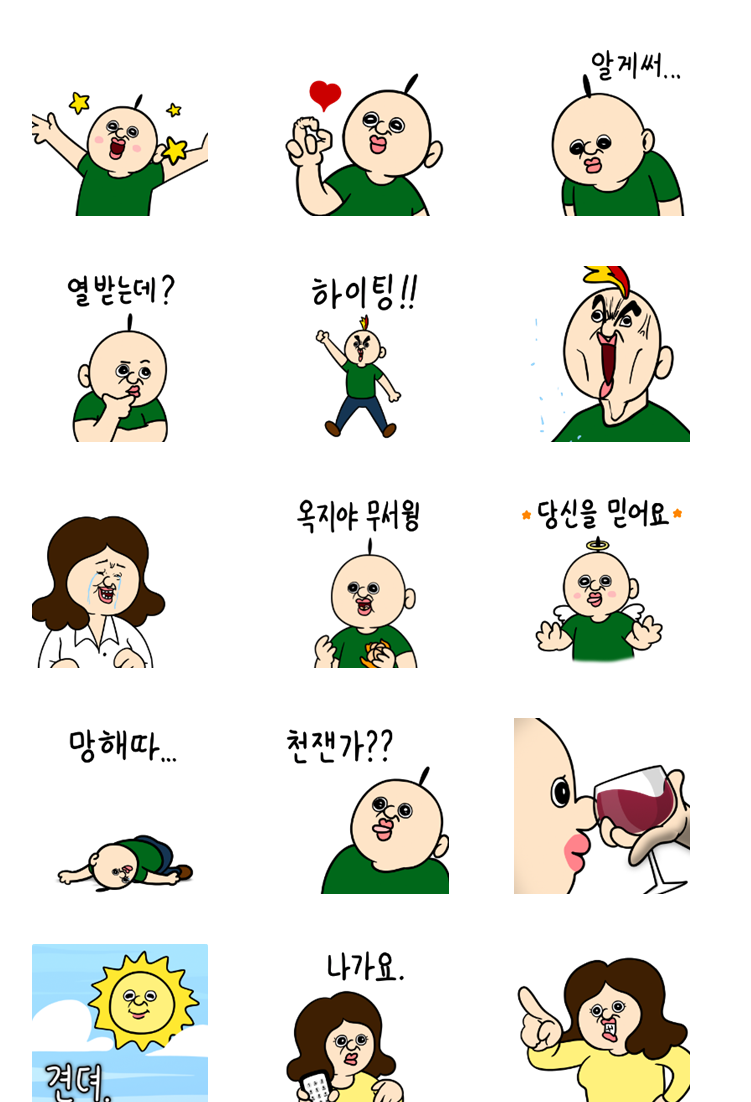 알게써...
열받는데?
하이팅!!
옥지야 무서웡
당신을 믿어요
망해따...
천잰가??
견뎌.
나가요.